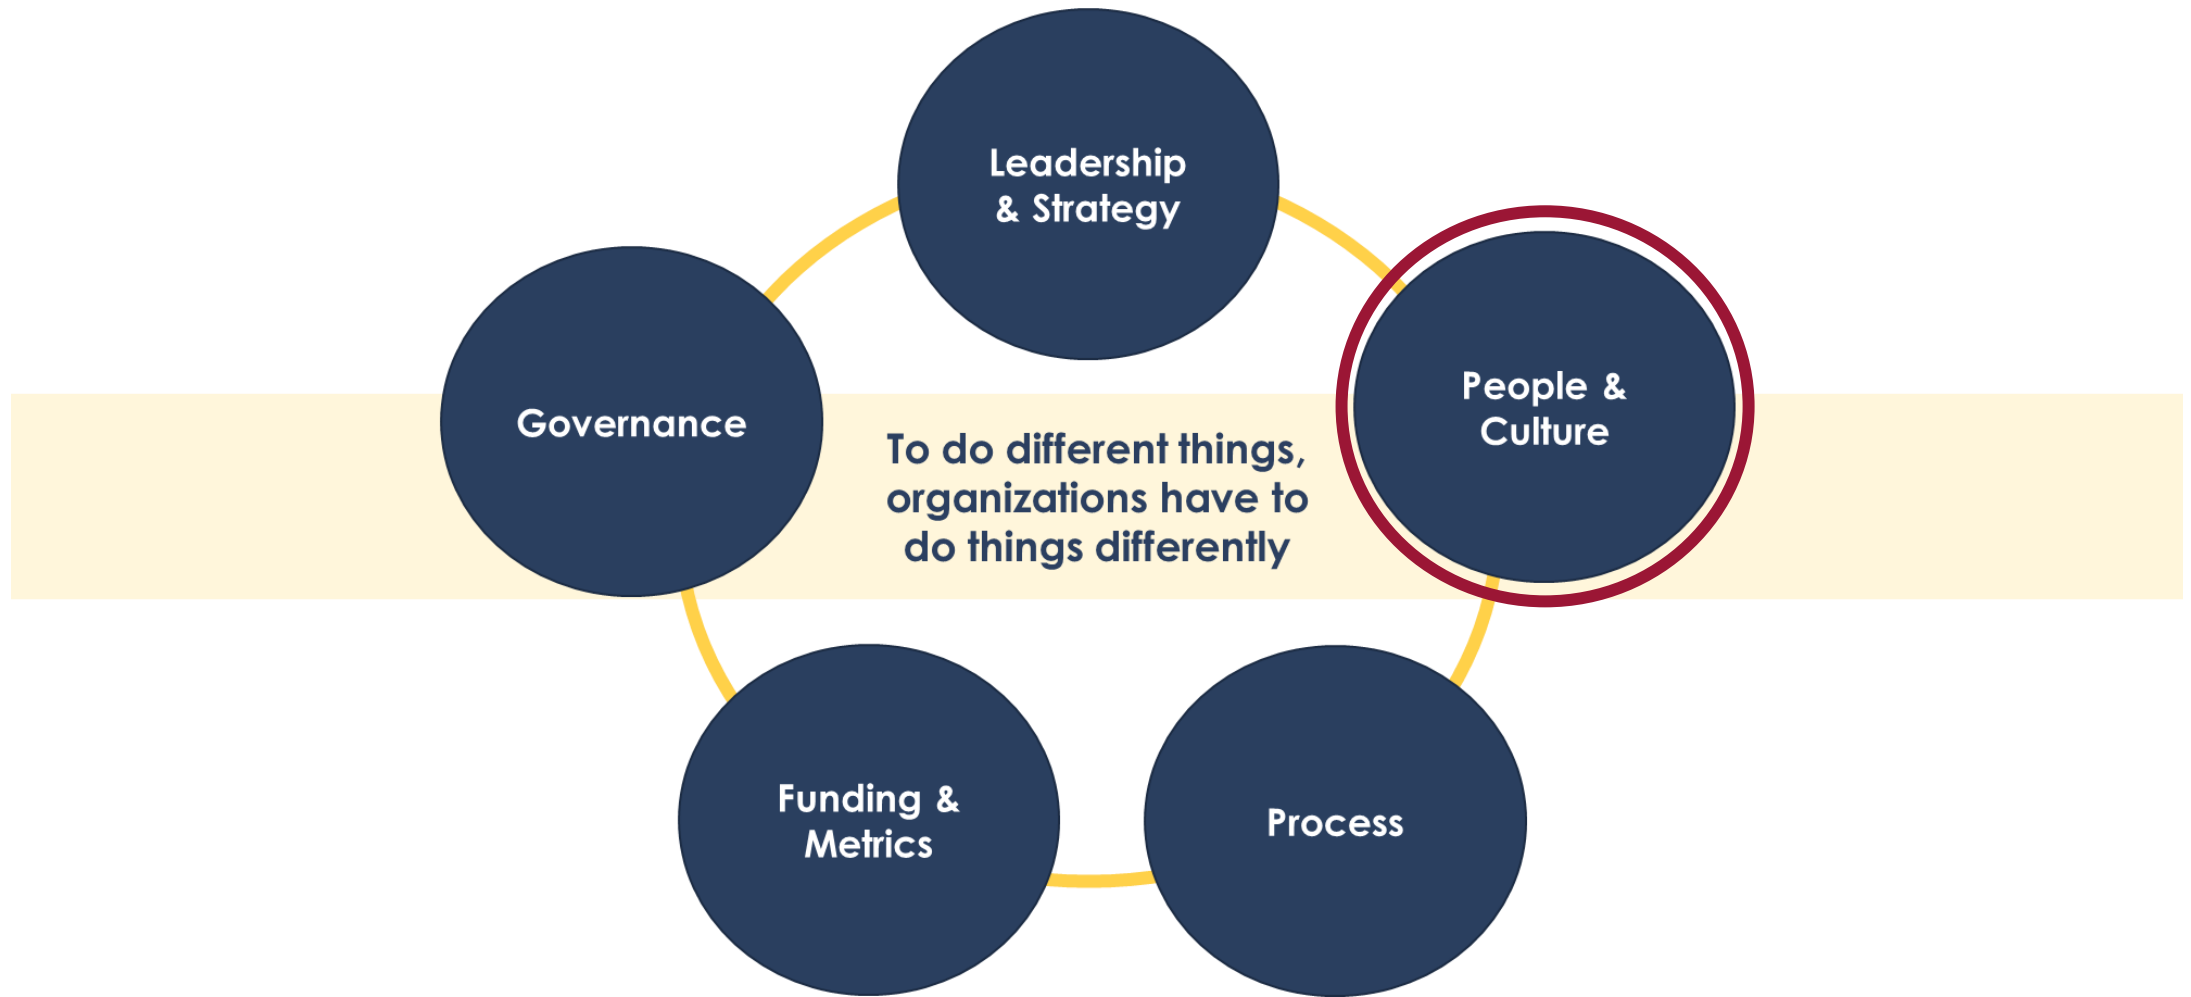 Leadership
& Strategy
People &
Culture
Governance
To do different things,
organizations have to
do things differently
Funding &
Metrics
Process